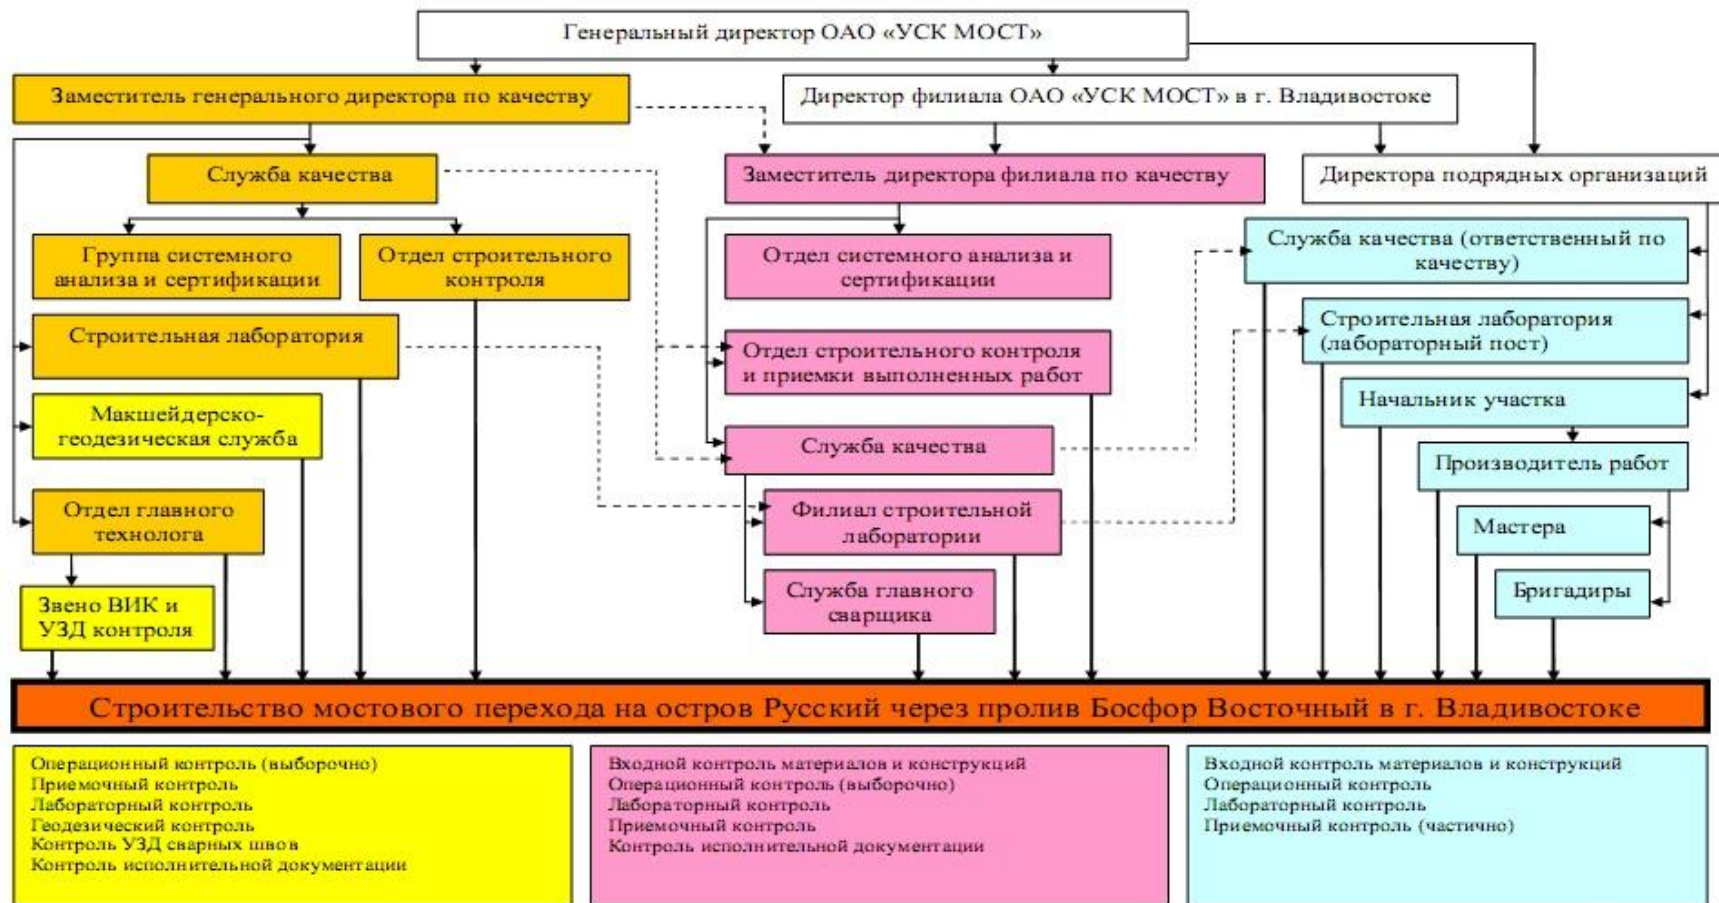 Генеральный директор ОАО «УСК МОСТ»
Заместитель генерального директора по качеству
Директор филиала ОАО «УСК МОСТ» в г. Владивостоке
Служба качества
Заместитель директора филиала по качеству
Директора подрядных организаций
Группа системного
анализа и сертификации
Отдел строительного
контроля
Отдел системного анализа и
сертификации
Служба качества (ответственный по
качеству)
Строительная лаборатория
Отдел строительного контроля
и приемки выполненных работ
Строительная лаборатория
(лабораторный пост)
Макшейдерско-
геодезическая служба
Начальник участка
Служба качества
Производитель работ
Отдел главного
технолога
Филиал строительной
лаборатории
Мастера
Звено ВИК и
УЗД контроля
Служба главного
сварщика
Бригадиры
Строительство мостового перехода на остров Русский через пролив Босфор Восточный в г. Владивостоке
Операционный контроль (выборочно)
Приемочный контроль
Лабораторный контроль
Геодезический контроль
Контроль УЗД сварных швов
Контроль исполнительной документации
Входной контроль материалов и конструкций
Операционный контроль (выборочно)
Лабораторный контроль
Приемочный контроль
Контроль исполнительной документации
Входной контроль материалов и конструкций
Операционный контроль
Лабораторный контроль
Приемочный контроль (частично)